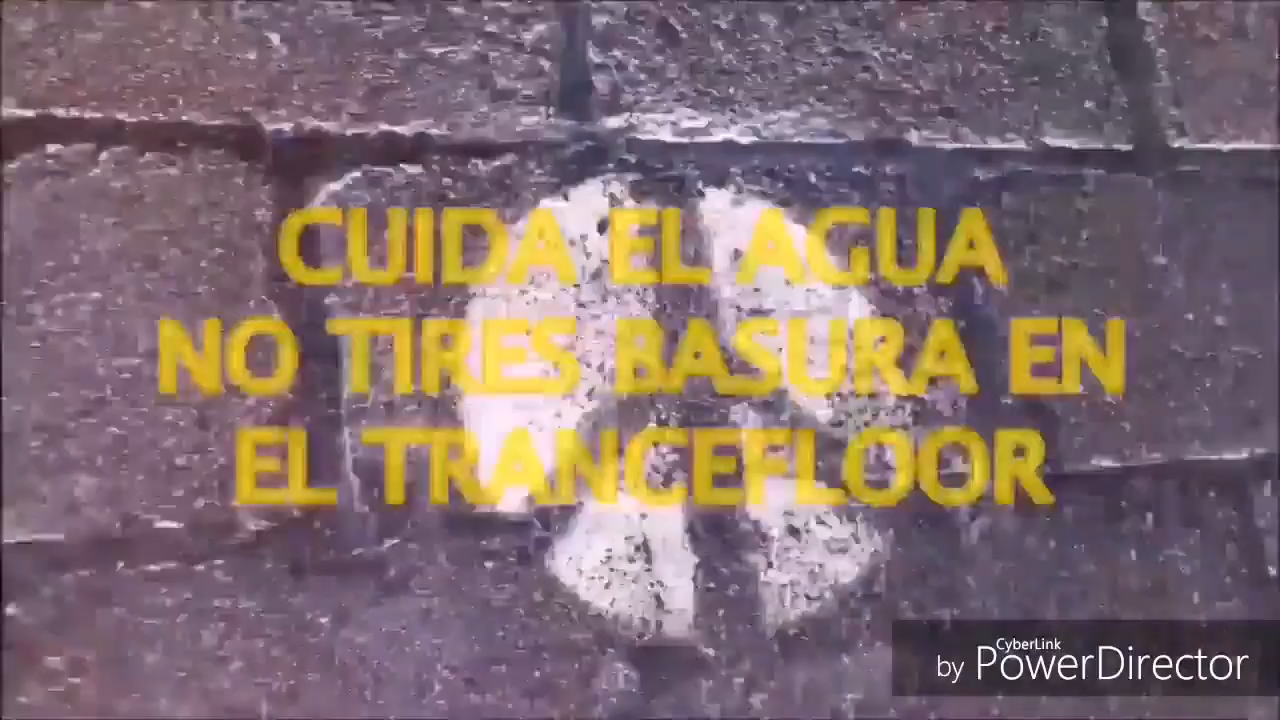 CUIDA EL AGUA
NO TIRES BASURA EN
EL TRANCEFLOOR
CyberLink
by PowerDirector